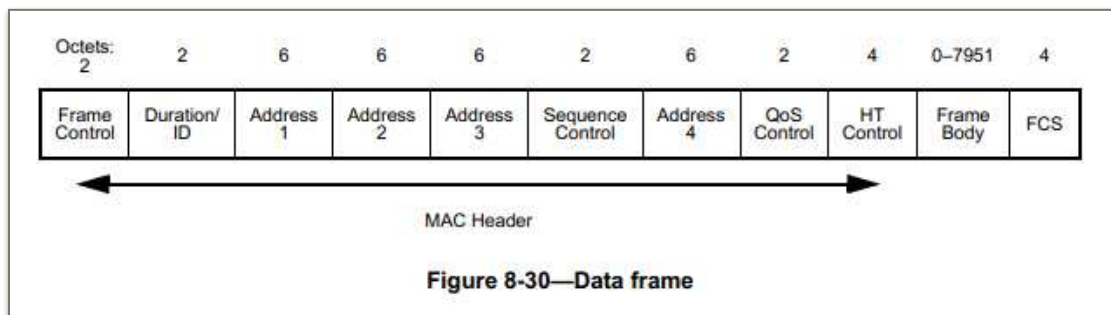 Octets:
2 2 6 6 6 2 6 2 4 0–7951 4
Frame Control Duration/ ID Address 1 Address 2 Address 3 Sequence Control Address 4 QoS Control HT Control Frame Body FCS
MAC Header
Figure 8-30—Data frame